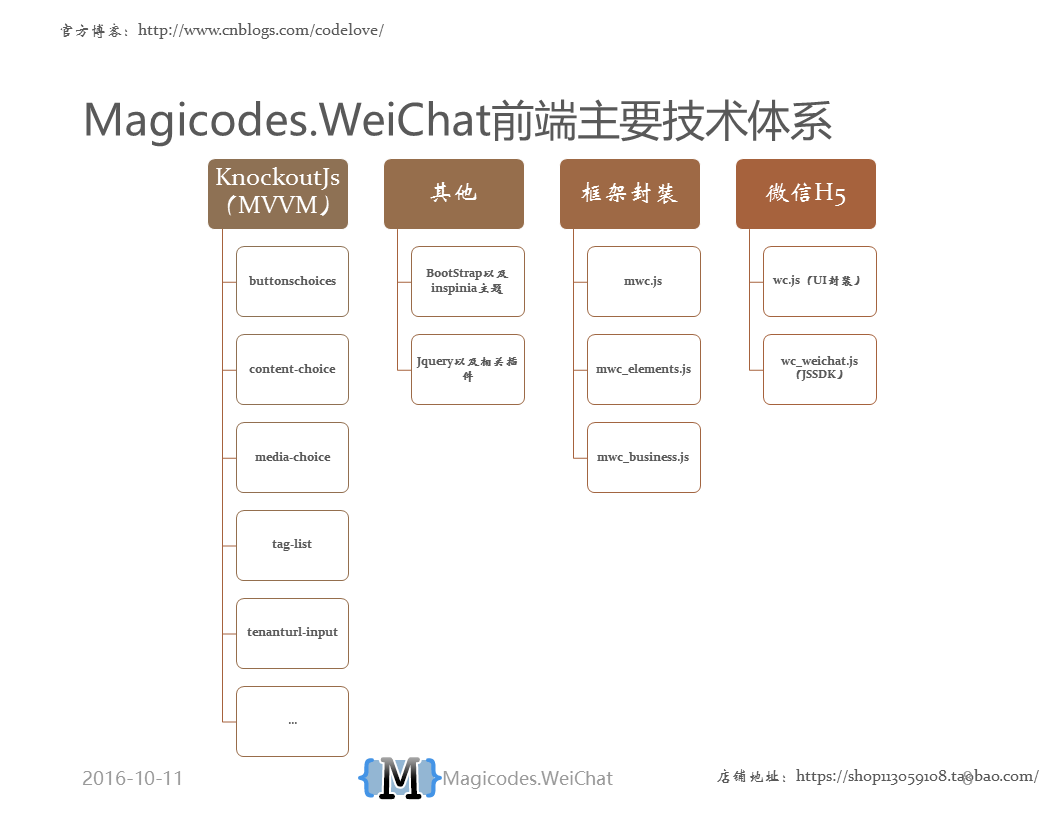 官方博客：http://www.cnblogs.com/codelove/
Magicodes.WeiChat前端主要技术体系
KnockoutJs
（MVVM）
buttonschoices
content-choice
media-choice
tag-list
tenanturl-input
...
其他
BootStrap以及
inspinia主题
Jquery以及相关插
件
框架封装
mwc.js
mwc_elements.js
mwc_business.js
微信H5
wc.js（UI封装）
wc_weichat.js
（JSSDK）
2016-10-11
M
Magicodes.WeiChat
店铺地址：https://shop113059108.taobao.com/
8